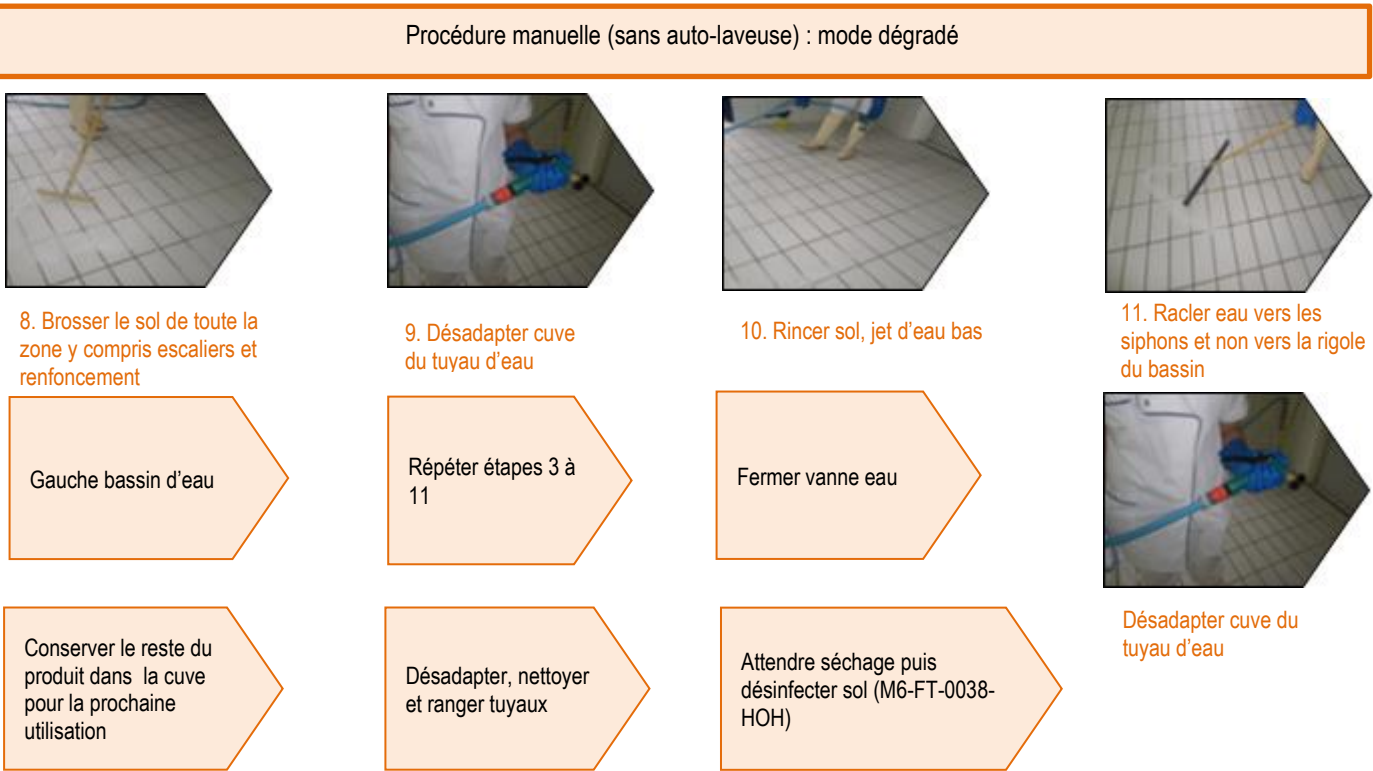 Procédure manuelle (sans auto-laveuse) : mode dégradé
8. Brosser le sol de toute la
zone y compris escaliers et
renfoncement
9. Désadapter cuve
du tuyau d'eau
10. Rincer sol, jet d'eau bas
11. Racler eau vers les
siphons et non vers la rigole
du bassin
Gauche bassin d'eau
Répéter étapes 3 à
11
Fermer vanne eau
Désadapter cuve du
tuyau d'eau
Conserver le reste du
produit dans la cuve
pour la prochaine
utilisation
Désadapter, nettoyer
et ranger tuyaux
Attendre séchage puis
désinfecter sol (M6-FT-0038-
HOH)